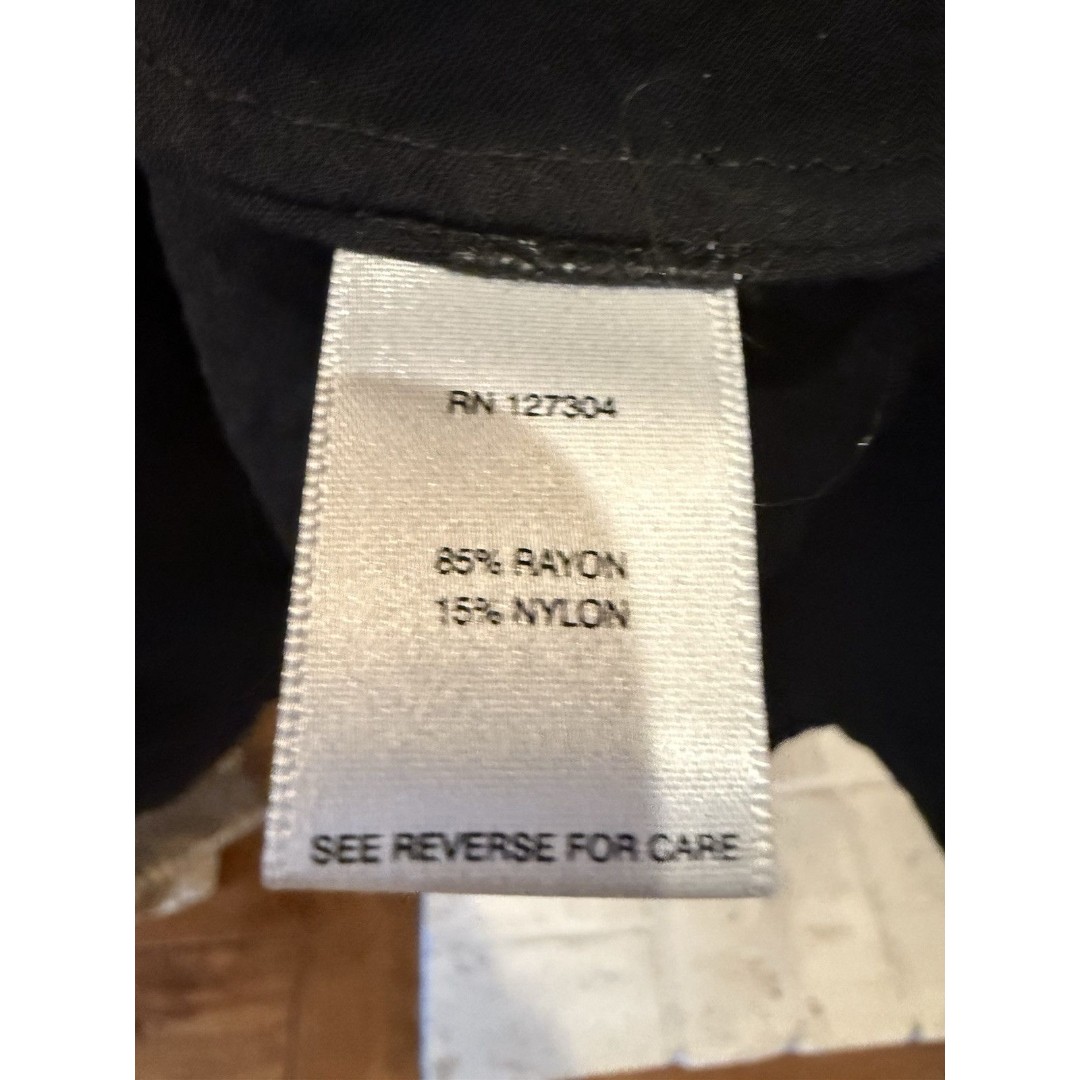 RN 127304
85% RAYON
15% NYLON
SEE REVERSE FOR CARE